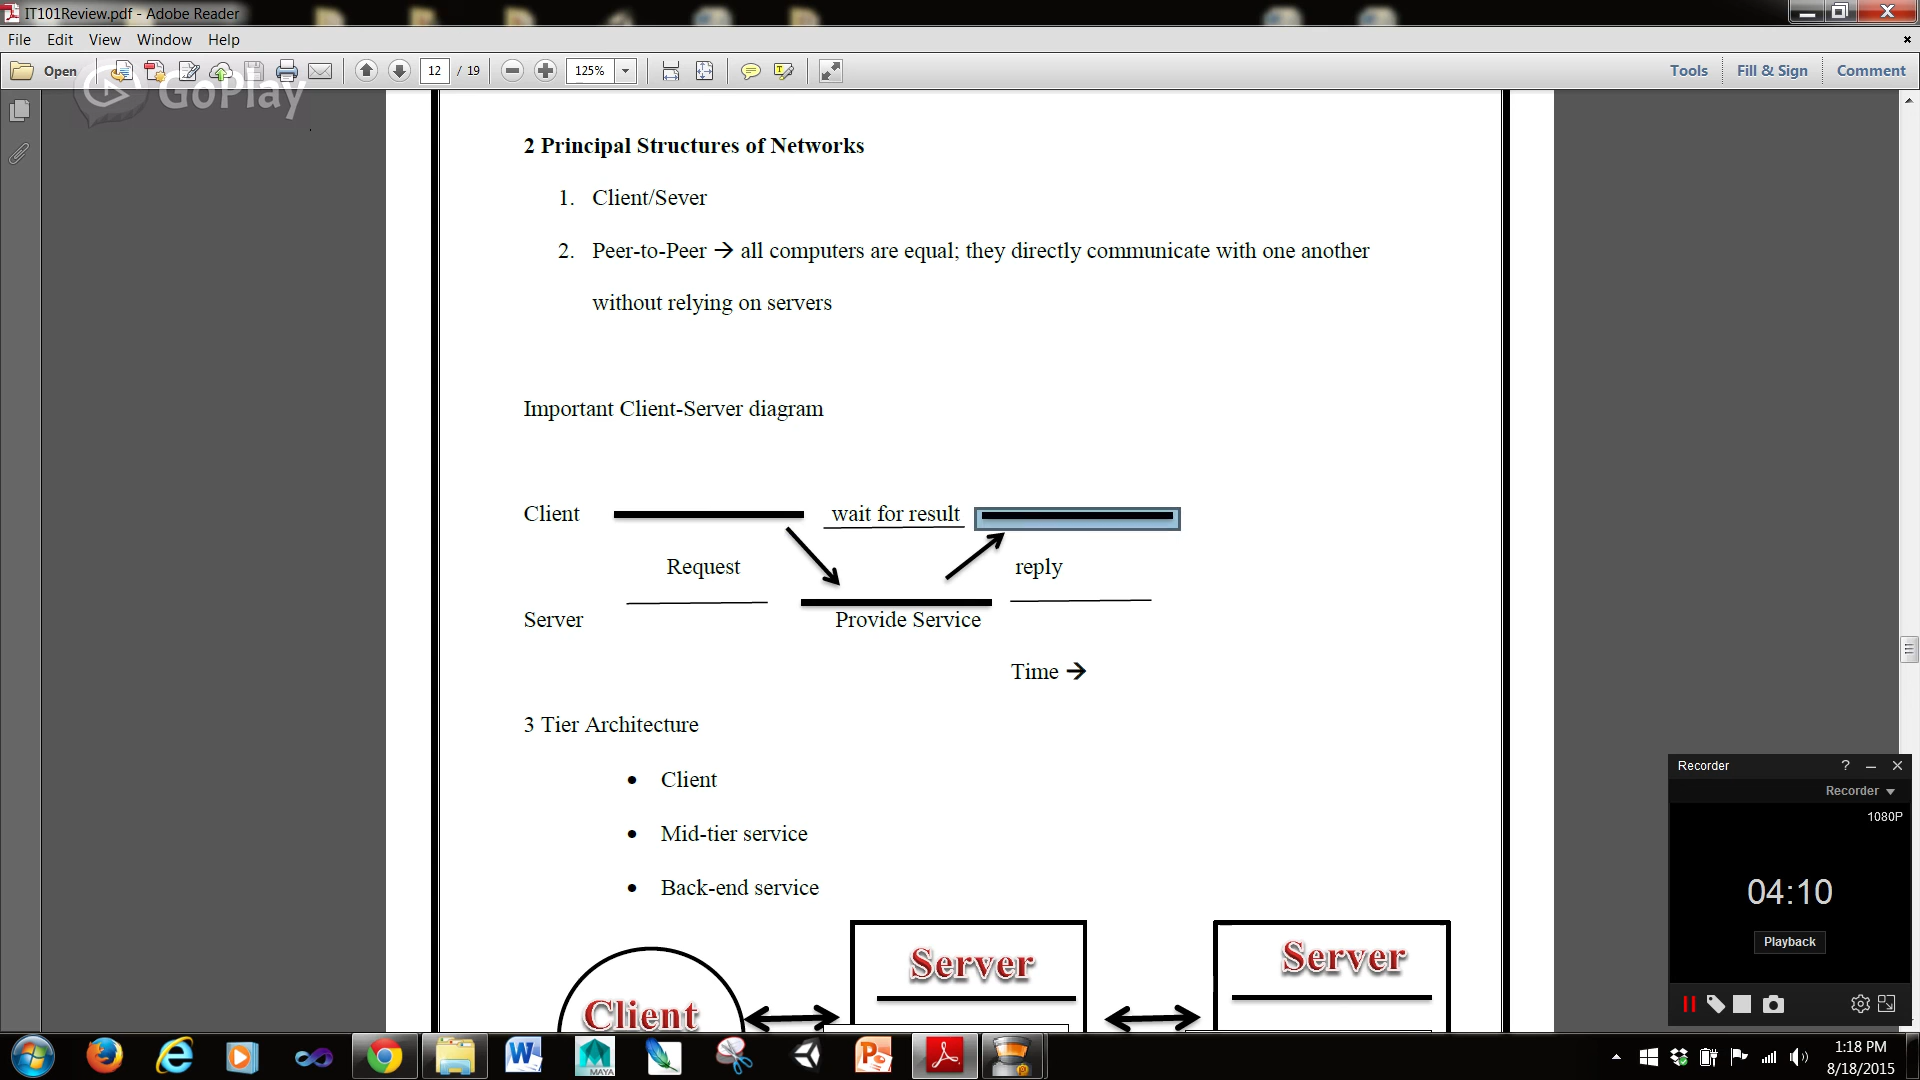 IT101Review.pdf - Adobe Reader
File Edit View Window Help
Open 12 / 19 125% Tools Fill & Sign Comment
GoPlay
2 Principal Structures of Networks
1. Client/Sever
2. Peer-to-Peer → all computers are equal; they directly communicate with one another
without relying on servers
Important Client-Server diagram
Client wait for result
Request reply
Server Provide Service
Time →
3 Tier Architecture
• Client
• Mid-tier service
• Back-end service
Server Server
Client
Recorder ?
Recorder
1080P
04:10
Playback
MAYA
1:18 PM
8/18/2015